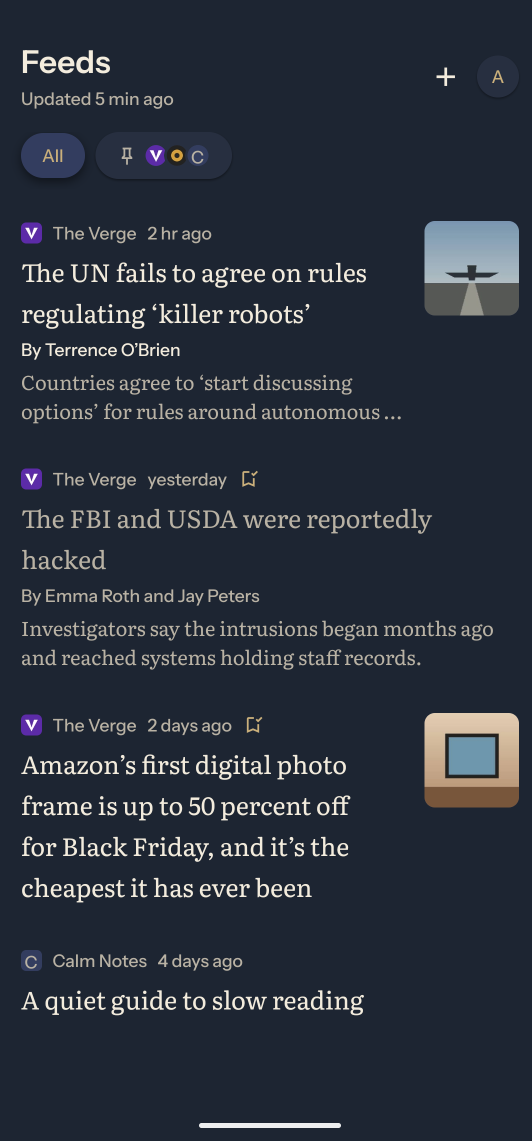 Feeds
Updated 5 min ago
A
All
V C
V The Verge 2 hr ago
The UN fails to agree on rules
regulating ‘killer robots’
By Terrence O’Brien
Countries agree to ‘start discussing
options’ for rules around autonomous ...
V The Verge yesterday
The FBI and USDA were reportedly
hacked
By Emma Roth and Jay Peters
Investigators say the intrusions began months ago
and reached systems holding staff records.
V The Verge 2 days ago
Amazon’s first digital photo
frame is up to 50 percent off
for Black Friday, and it’s the
cheapest it has ever been
C Calm Notes 4 days ago
A quiet guide to slow reading